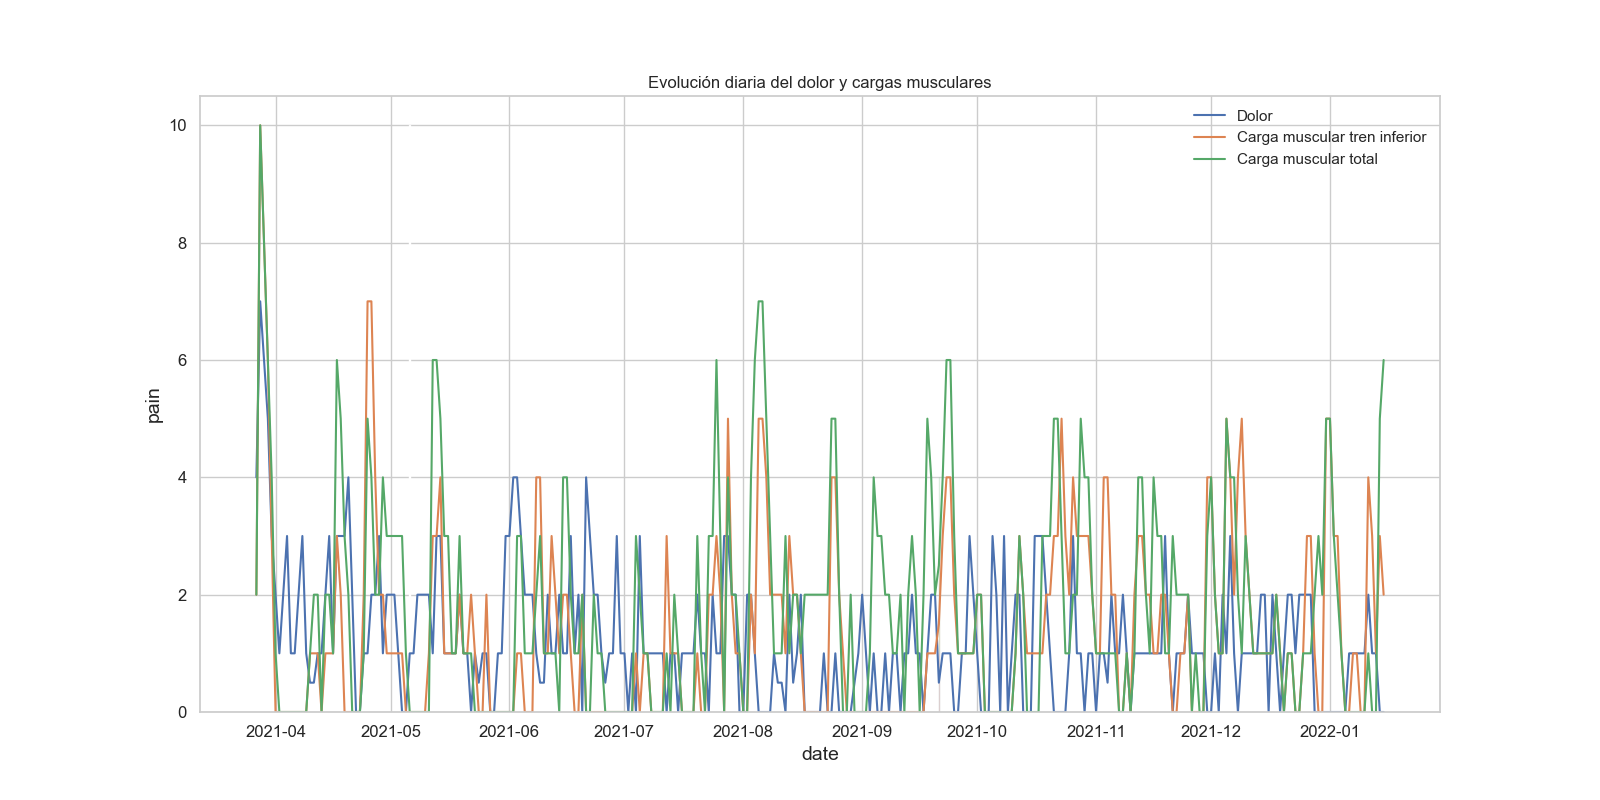 Evolución diaria del dolor y cargas musculares
Dolor
Carga muscular tren inferior
Carga muscular total
10
8
6
4
2
0
pain
2021-04
2021-05
2021-06
2021-07
2021-08
2021-09
2021-10
2021-11
2021-12
2022-01
date